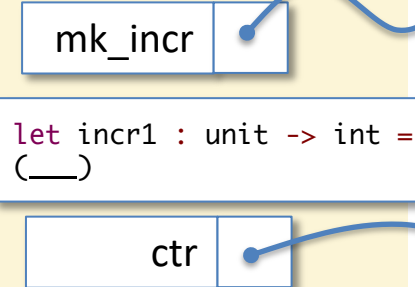 mk_incr
let incr1 : unit -> int =
(___)
ctr